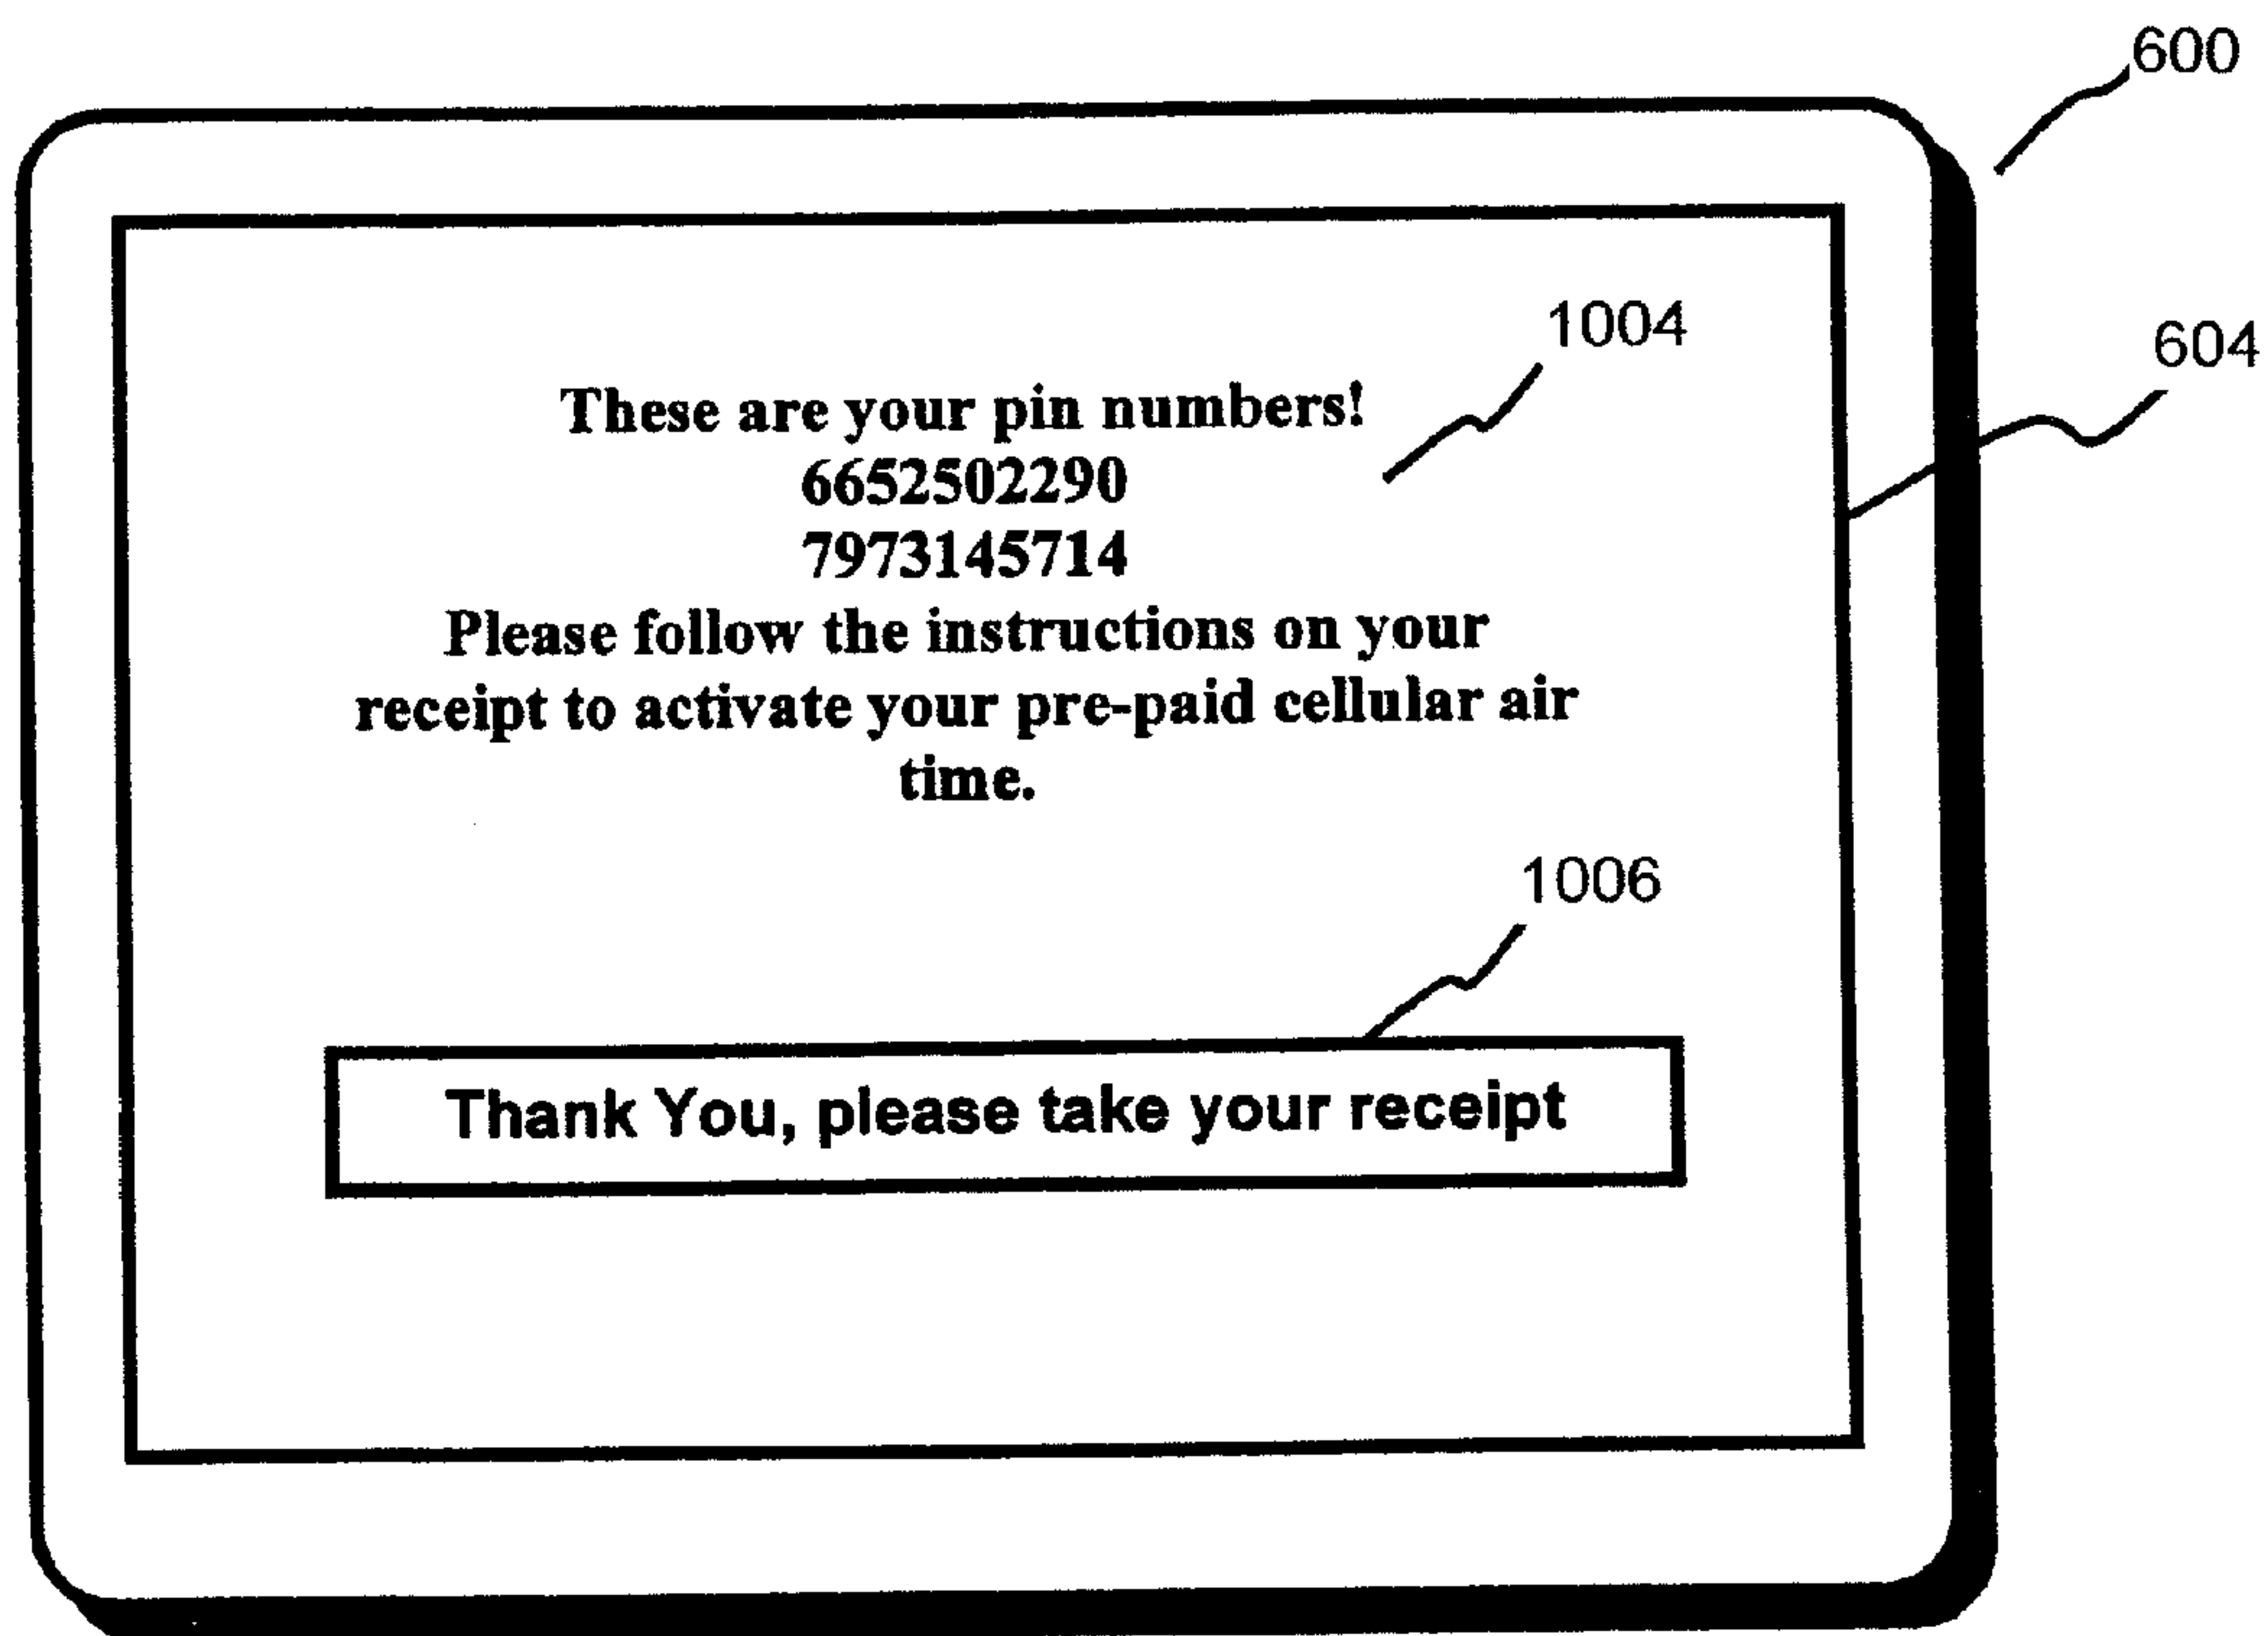 600
1004
604
These are your pin numbers!
6652502290
7973145714
Please follow the instructions on your
receipt to activate your pre-paid cellular air
time.
1006
Thank You, please take your receipt